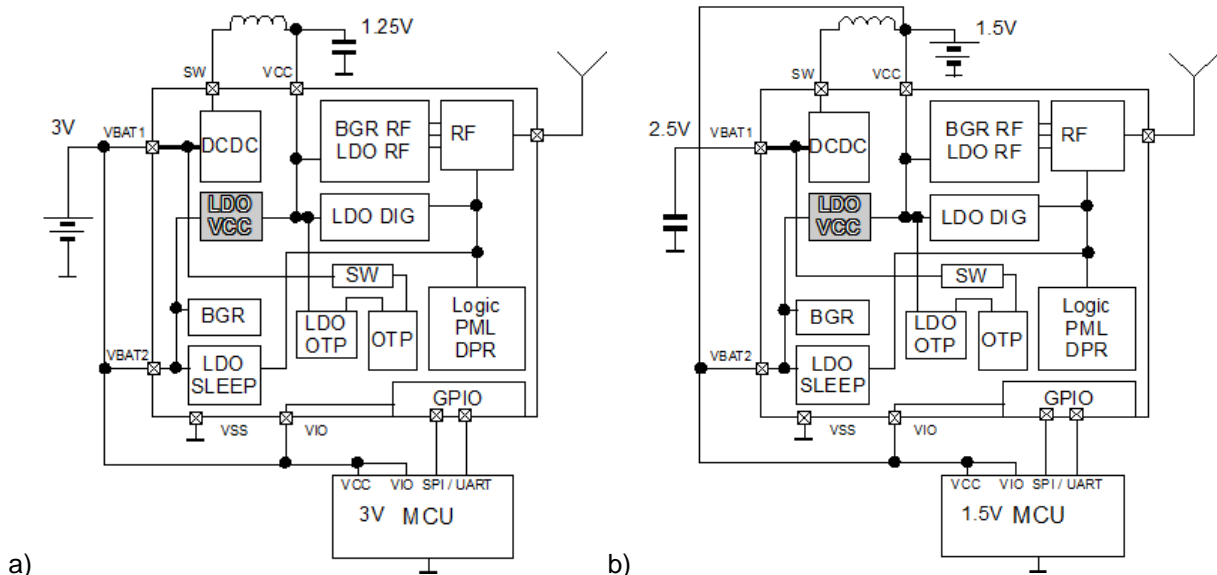 1.25V
SW
VCC
3V
VBAT1
DCDC
BGR RF
LDO RF
RF
LDO
VCC
LDO DIG
SW
BGR
LDO
OTP
OTP
Logic
PML
DPR
VBAT2
LDO
SLEEP
GPIO
VSS
VIO
VCC
VIO
SPI / UART
3V
MCU
a)
1.5V
SW
VCC
2.5V
VBAT1
DCDC
BGR RF
LDO RF
RF
LDO
VCC
LDO DIG
SW
BGR
LDO
OTP
OTP
Logic
PML
DPR
VBAT2
LDO
SLEEP
GPIO
VSS
VIO
VCC
VIO
SPI / UART
1.5V
MCU
b)